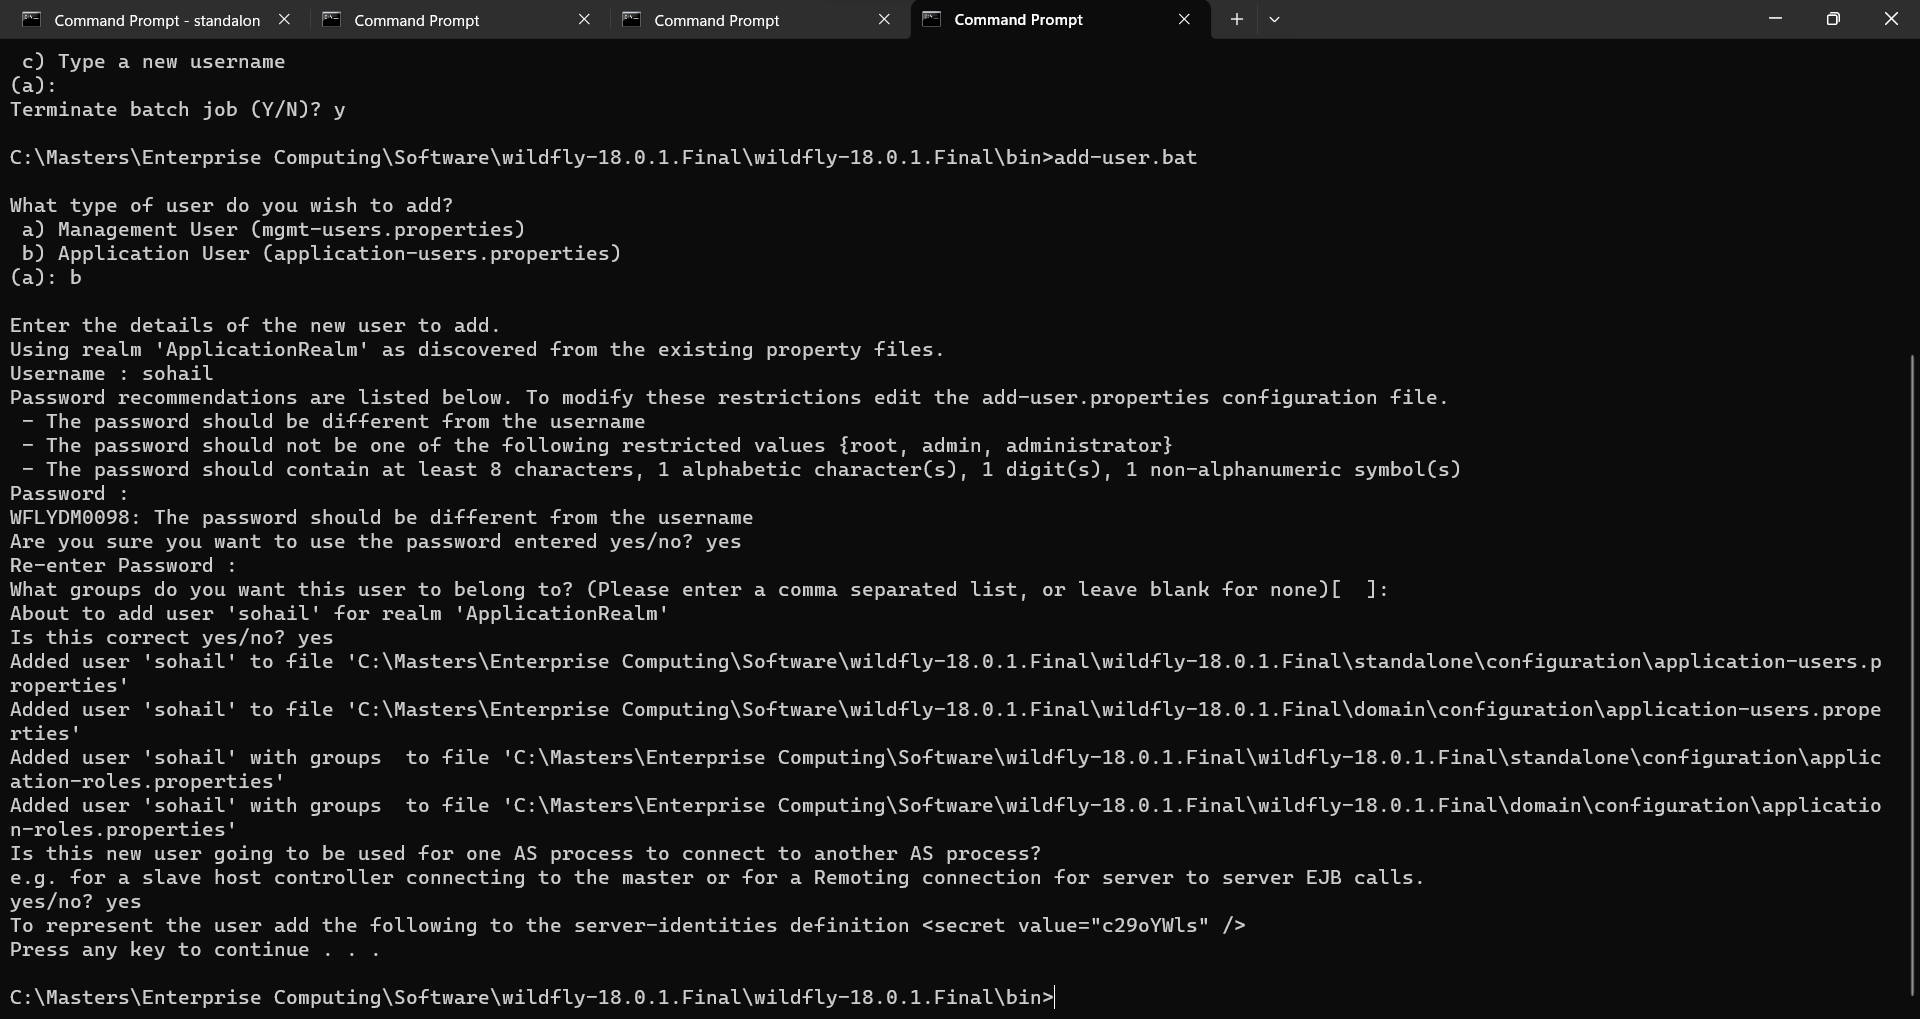 Command Prompt - standalon
Command Prompt
Command Prompt
Command Prompt
c) Type a new username
(a):
Terminate batch job (Y/N)? y
C:\Masters\Enterprise Computing\Software\wildfly-18.0.1.Final\wildfly-18.0.1.Final\bin>add-user.bat
What type of user do you wish to add?
a) Management User (mgmt-users.properties)
b) Application User (application-users.properties)
(a): b
Enter the details of the new user to add.
Using realm 'ApplicationRealm' as discovered from the existing property files.
Username : sohail
Password recommendations are listed below. To modify these restrictions edit the add-user.properties configuration file.
- The password should be different from the username
- The password should not be one of the following restricted values {root, admin, administrator}
- The password should contain at least 8 characters, 1 alphabetic character(s), 1 digit(s), 1 non-alphanumeric symbol(s)
Password :
WFLYDM0098: The password should be different from the username
Are you sure you want to use the password entered yes/no? yes
Re-enter Password :
What groups do you want this user to belong to? (Please enter a comma separated list, or leave blank for none)[  ]:
About to add user 'sohail' for realm 'ApplicationRealm'
Is this correct yes/no? yes
Added user 'sohail' to file 'C:\Masters\Enterprise Computing\Software\wildfly-18.0.1.Final\wildfly-18.0.1.Final\standalone\configuration\application-users.p
roperties'
Added user 'sohail' to file 'C:\Masters\Enterprise Computing\Software\wildfly-18.0.1.Final\wildfly-18.0.1.Final\domain\configuration\application-users.prope
rties'
Added user 'sohail' with groups  to file 'C:\Masters\Enterprise Computing\Software\wildfly-18.0.1.Final\wildfly-18.0.1.Final\standalone\configuration\applic
ation-roles.properties'
Added user 'sohail' with groups  to file 'C:\Masters\Enterprise Computing\Software\wildfly-18.0.1.Final\wildfly-18.0.1.Final\domain\configuration\applicatio
n-roles.properties'
Is this new user going to be used for one AS process to connect to another AS process?
e.g. for a slave host controller connecting to the master or for a Remoting connection for server to server EJB calls.
yes/no? yes
To represent the user add the following to the server-identities definition <secret value="c29oYWls" />
Press any key to continue . . .
C:\Masters\Enterprise Computing\Software\wildfly-18.0.1.Final\wildfly-18.0.1.Final\bin>